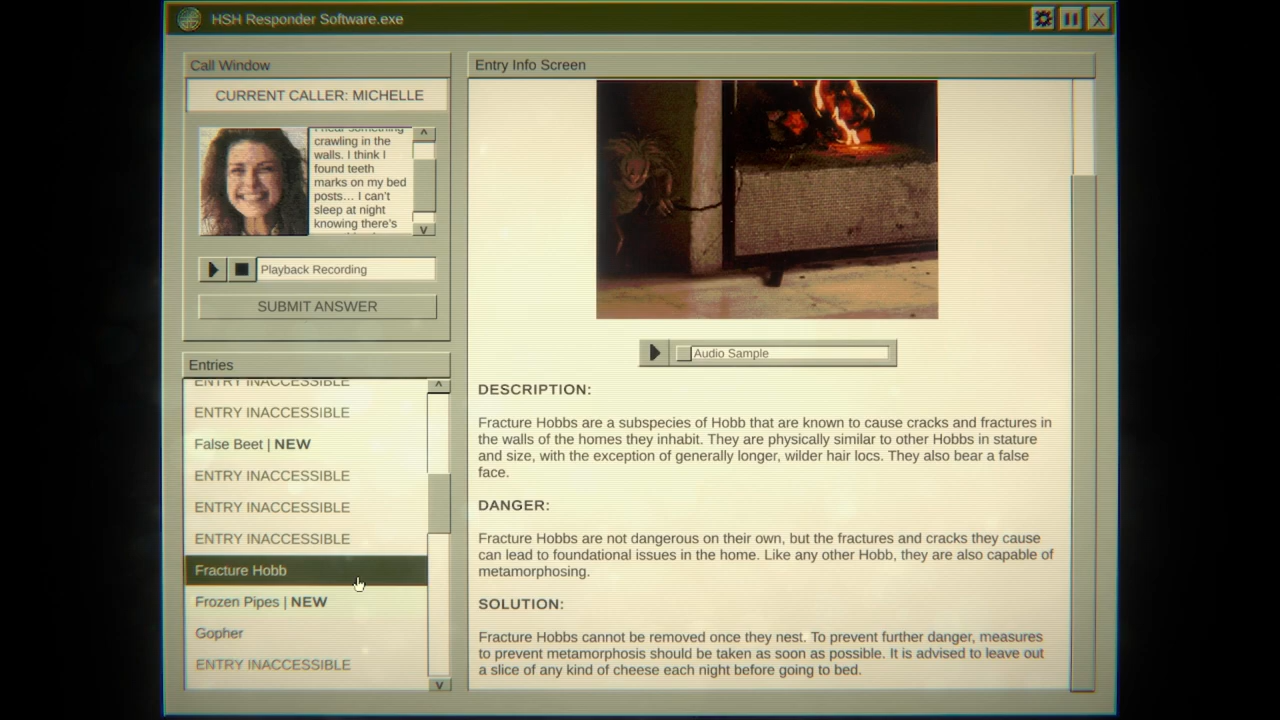 HSH Responder Software.exe
Call Window
CURRENT CALLER: MICHELLE
I hear something
crawling in the
walls. I think I
found teeth
marks on my bed
posts... I can't
sleep at night
knowing there's
Playback Recording
SUBMIT ANSWER
Entries
ENTRY INACCESSIBLE
ENTRY INACCESSIBLE
False Beet | NEW
ENTRY INACCESSIBLE
ENTRY INACCESSIBLE
ENTRY INACCESSIBLE
Fracture Hobb
Frozen Pipes | NEW
Gopher
ENTRY INACCESSIBLE
Entry Info Screen
Audio Sample
DESCRIPTION:
Fracture Hobbs are a subspecies of Hobb that are known to cause cracks and fractures in
the walls of the homes they inhabit. They are physically similar to other Hobbs in stature
and size, with the exception of generally longer, wilder hair locs. They also bear a false
face.
DANGER:
Fracture Hobbs are not dangerous on their own, but the fractures and cracks they cause
can lead to foundational issues in the home. Like any other Hobb, they are also capable of
metamorphosing.
SOLUTION:
Fracture Hobbs cannot be removed once they nest. To prevent further danger, measures
to prevent metamorphosis should be taken as soon as possible. It is advised to leave out
a slice of any kind of cheese each night before going to bed.